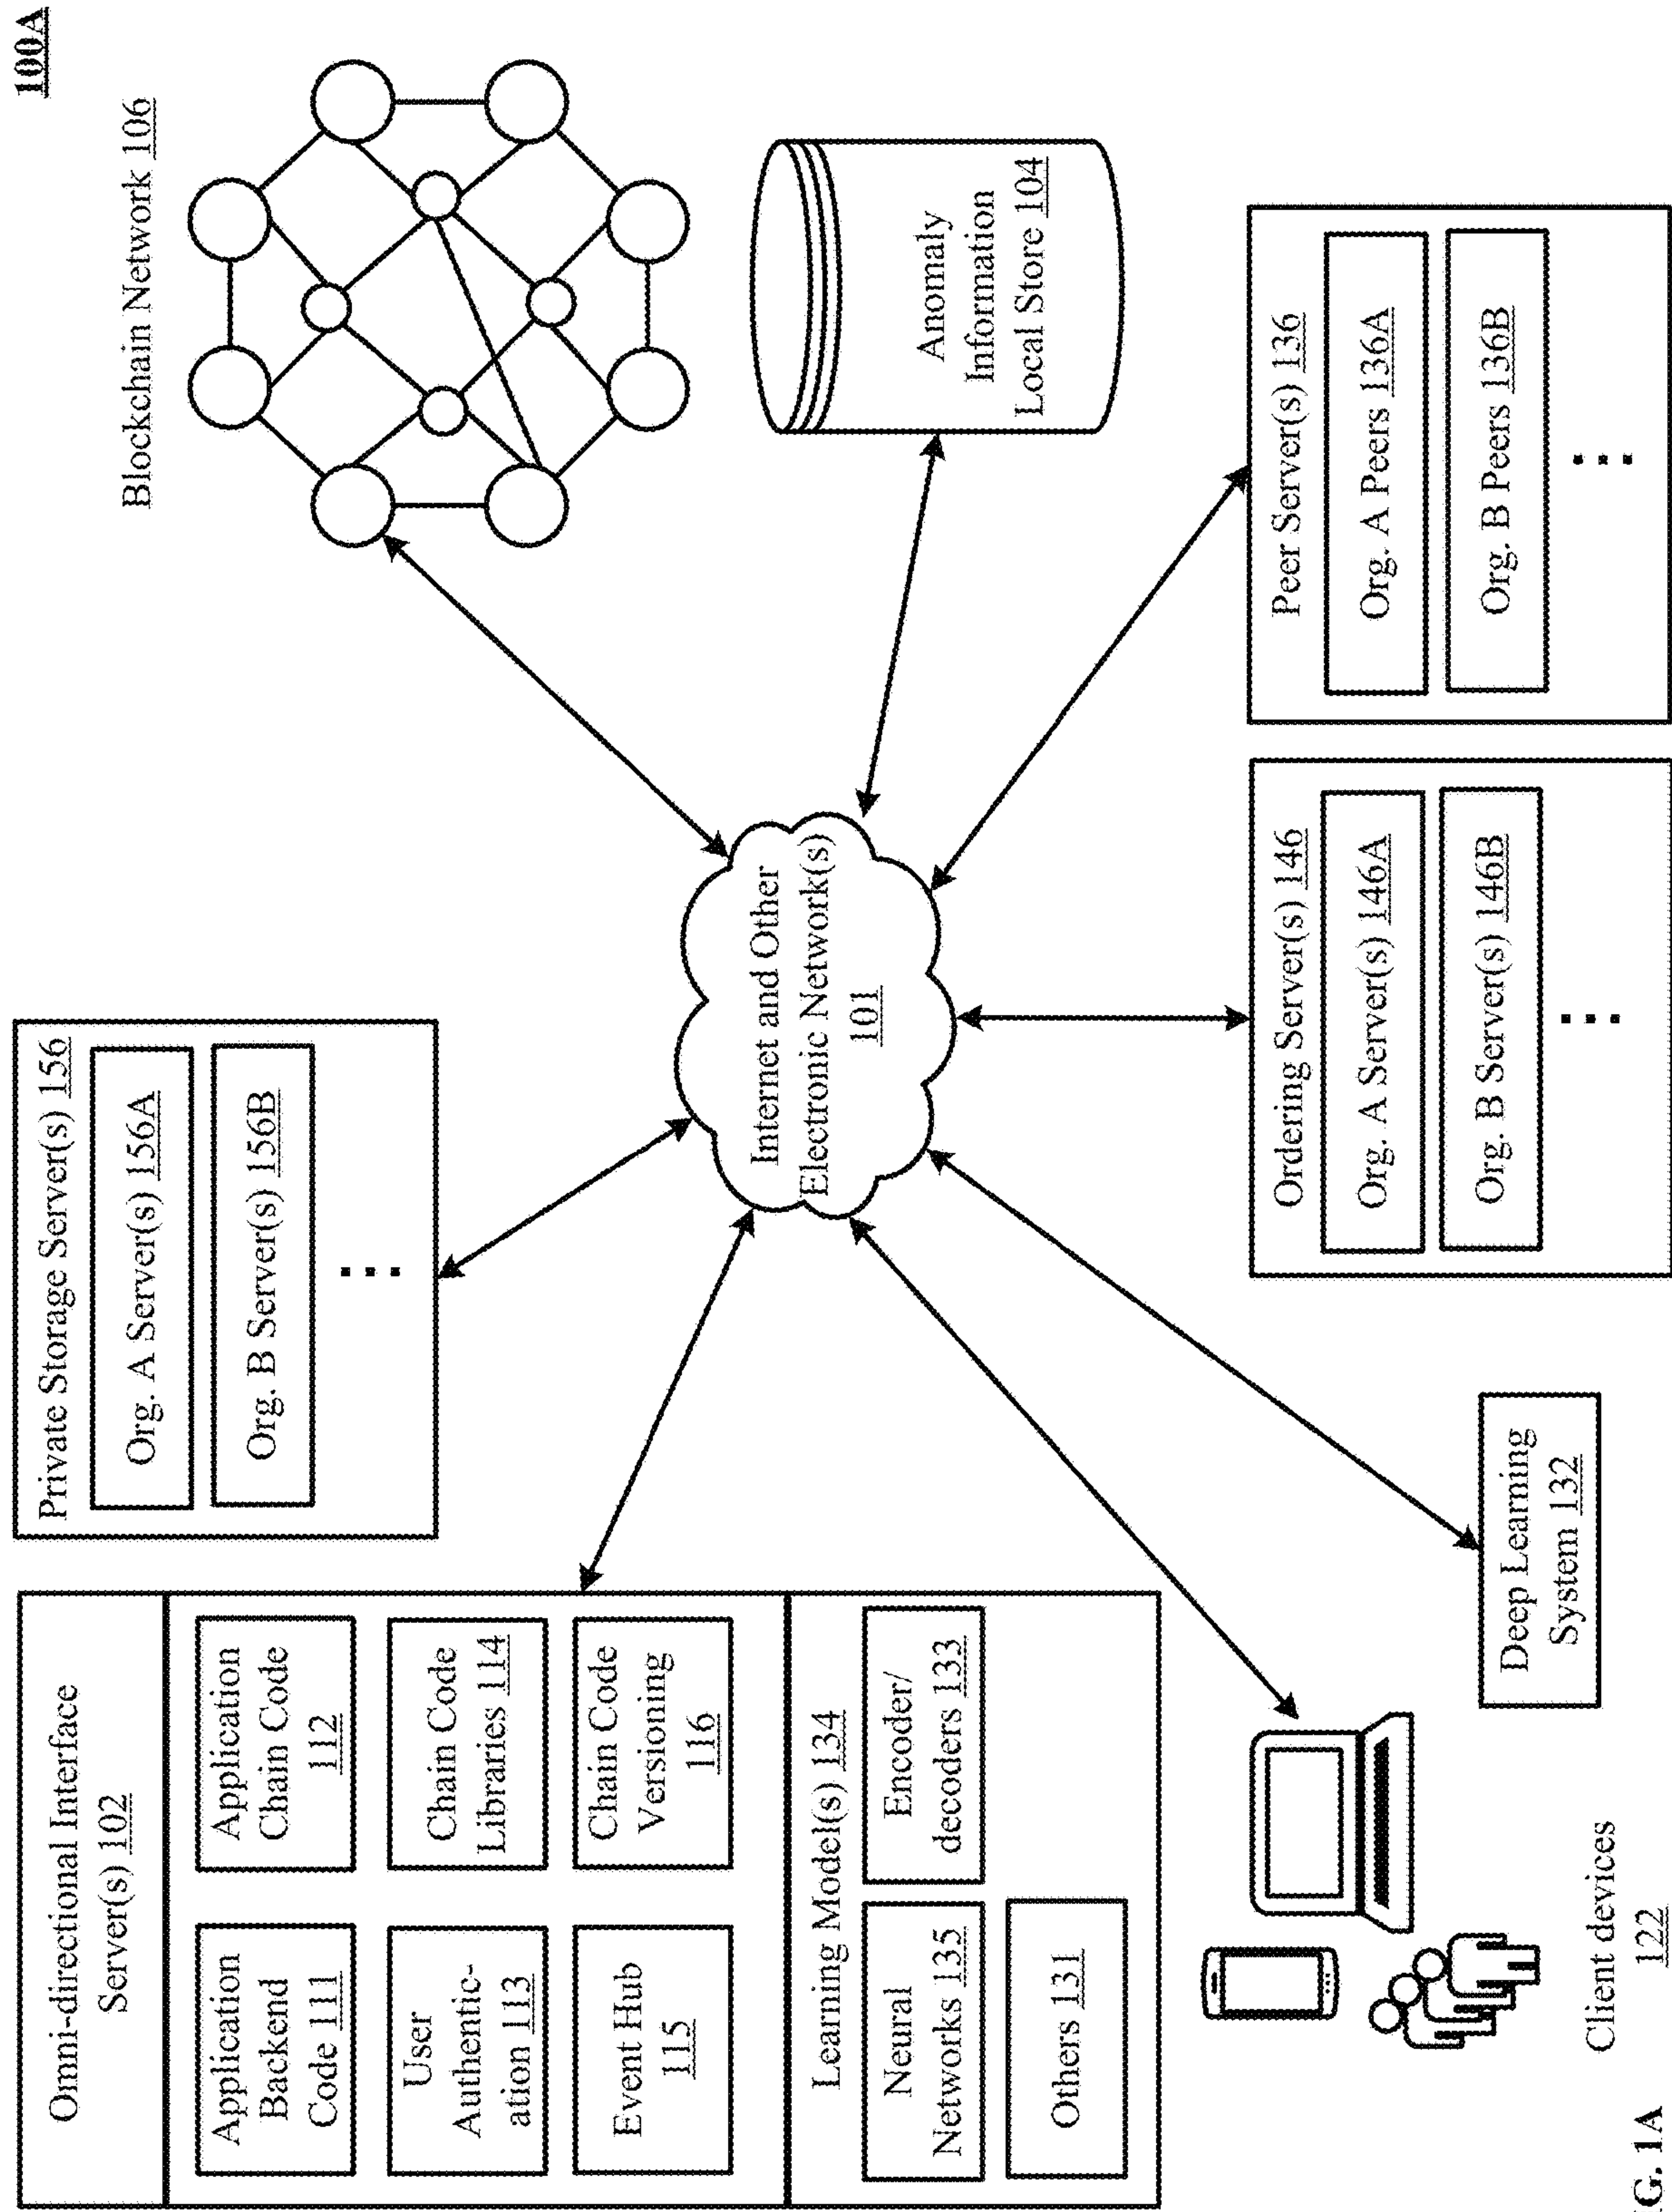 100A
Omni-directional Interface
Server(s) 102
Application
Backend
Code 111
Application
Chain Code
112
User
Authentic-
ation 113
Chain Code
Libraries 114
Event Hub
115
Chain Code
Versioning
116
Learning Model(s) 134
Neural
Networks 135
Encoder/
decoders 133
Others 131
Private Storage Server(s) 156
Org. A Server(s) 156A
Org. B Server(s) 156B
Blockchain Network 106
Internet and Other
Electronic Network(s)
101
Anomaly
Information
Local Store 104
Client devices
122
Deep Learning
System 132
Ordering Server(s) 146
Org. A Server(s) 146A
Org. B Server(s) 146B
Peer Server(s) 136
Org. A Peers 136A
Org. B Peers 136B
G. 1A